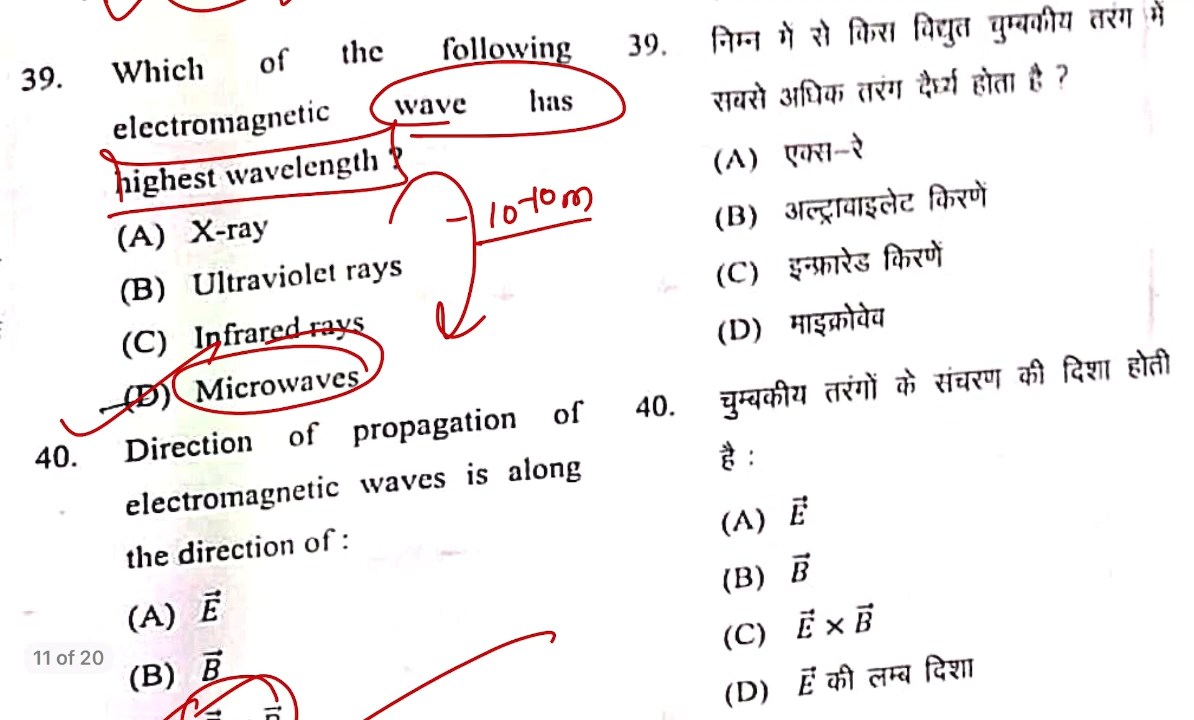 39. Which of the following
electromagnetic wave has
highest wavelength ?
(A) X-ray
(B) Ultraviolet rays
(C) Infrared rays
(D) Microwaves
10-10 m
40. Direction of propagation of
electromagnetic waves is along
the direction of :
(A) E⃗
(B) B⃗
11 of 20
39. निम्न में से किस विद्युत चुम्बकीय तरंग में
सबसे अधिक तरंग दैर्ध्य होता है ?
(A) एक्स-रे
(B) अल्ट्रावाइलेट किरणें
(C) इन्फ्रारेड किरणें
(D) माइक्रोवेव
40. चुम्बकीय तरंगों के संचरण की दिशा होती
है :
(A) E⃗
(B) B⃗
(C) E⃗ × B⃗
(D) E⃗ की लम्ब दिशा